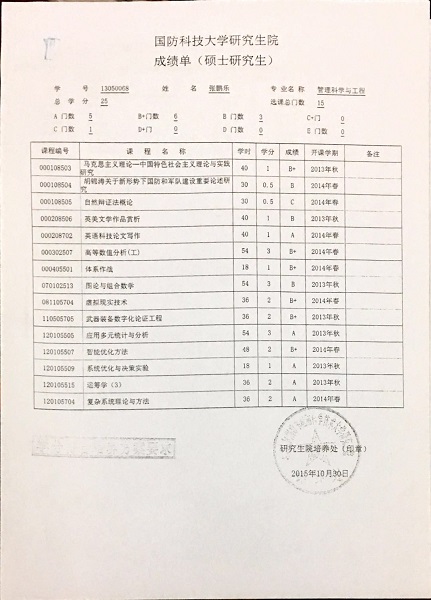 国防科技大学研究生院
成绩单（硕士研究生）
学 号 13050068 姓 名 张鹏乐 专业名称 管理科学与工程
总学分 25 选课总门数 15
A 门数 5 B+门数 6 B 门数 3 C+门 0
C 门数 1 D+门 0 D 门数 0 E 门数 0
课程编号 课 程 名 称 学时 学分 成绩 开课学期 备注
000108503 马克思主义理论—中国特色社会主义理论与实践研究 40 1 B+ 2013年秋
000108504 胡锦涛关于新形势下国防和军队建设重要论述研究 30 0.5 B 2014年春
000108505 自然辩证法概论 30 0.5 C 2014年春
000208506 英美文学作品赏析 40 1 B 2013年秋
000208702 英语科技论文写作 40 1 A 2014年春
000302507 高等数值分析(工) 54 3 B+ 2014年春
000405501 体系作战 18 1 B+ 2014年春
070102513 图论与组合数学 54 3 B 2013年秋
081105704 虚拟现实技术 36 2 B+ 2014年春
110505705 武器装备数字化论证工程 36 2 B+ 2013年秋
120105505 应用多元统计与分析 54 3 A 2013年秋
120105507 智能优化方法 48 2 B+ 2014年春
120105509 系统优化与决策实验 18 1 A 2013年秋
120105515 运筹学（3） 36 2 A 2013年秋
120105704 复杂系统理论与方法 36 2 A 2014年春
研究生院培养处（印章）
2015年10月30日